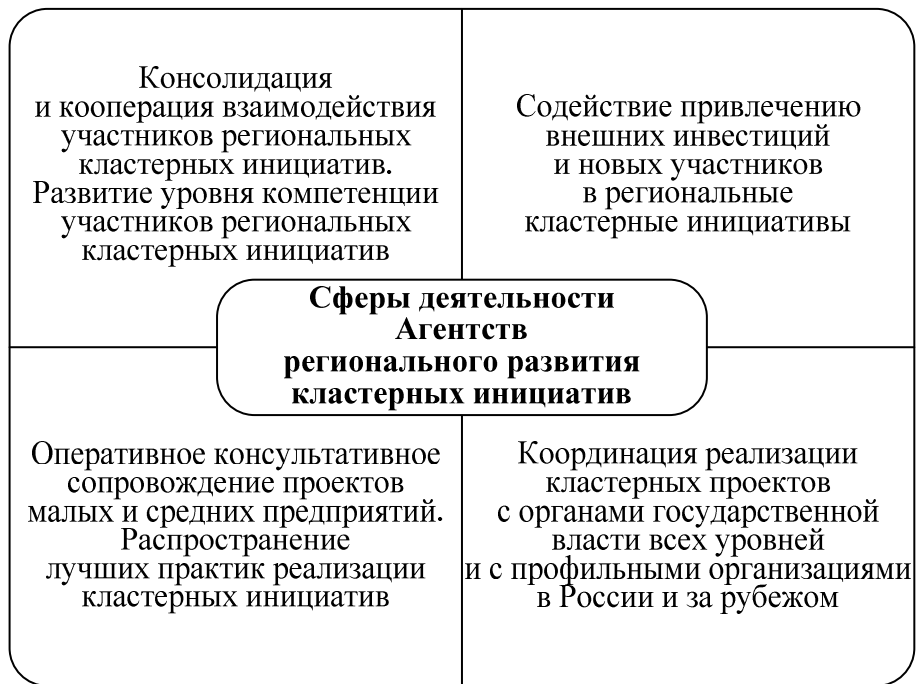 Консолидация
и кооперация взаимодействия
участников региональных
кластерных инициатив.
Развитие уровня компетенции
участников региональных
кластерных инициатив
Содействие привлечению
внешних инвестиций
и новых участников
в региональные
кластерные инициативы
Сферы деятельности
Агентств
регионального развития
кластерных инициатив
Оперативное консультативное
сопровождение проектов
малых и средних предприятий.
Распространение
лучших практик реализации
кластерных инициатив
Координация реализации
кластерных проектов
с органами государственной
власти всех уровней
и с профильными организациями
в России и за рубежом